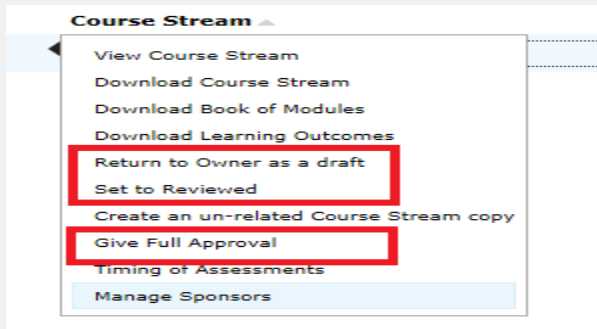 Course Stream
View Course Stream
Download Course Stream
Download Book of Modules
Download Learning Outcomes
Return to Owner as a draft
Set to Reviewed
Create an un-related Course Stream copy
Give Full Approval
Timing of Assessments
Manage Sponsors